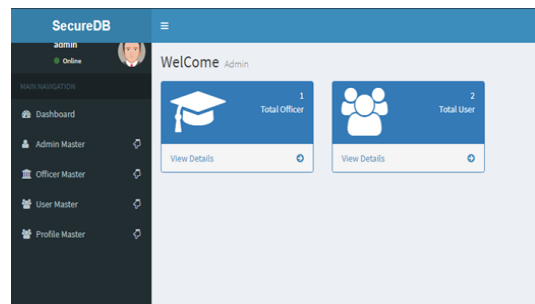 SecureDB
admin
Online
MAIN NAVIGATION
Dashboard
Admin Master
Officer Master
User Master
Profile Master
WelCome Admin
1
Total Officer
View Details
2
Total User
View Details